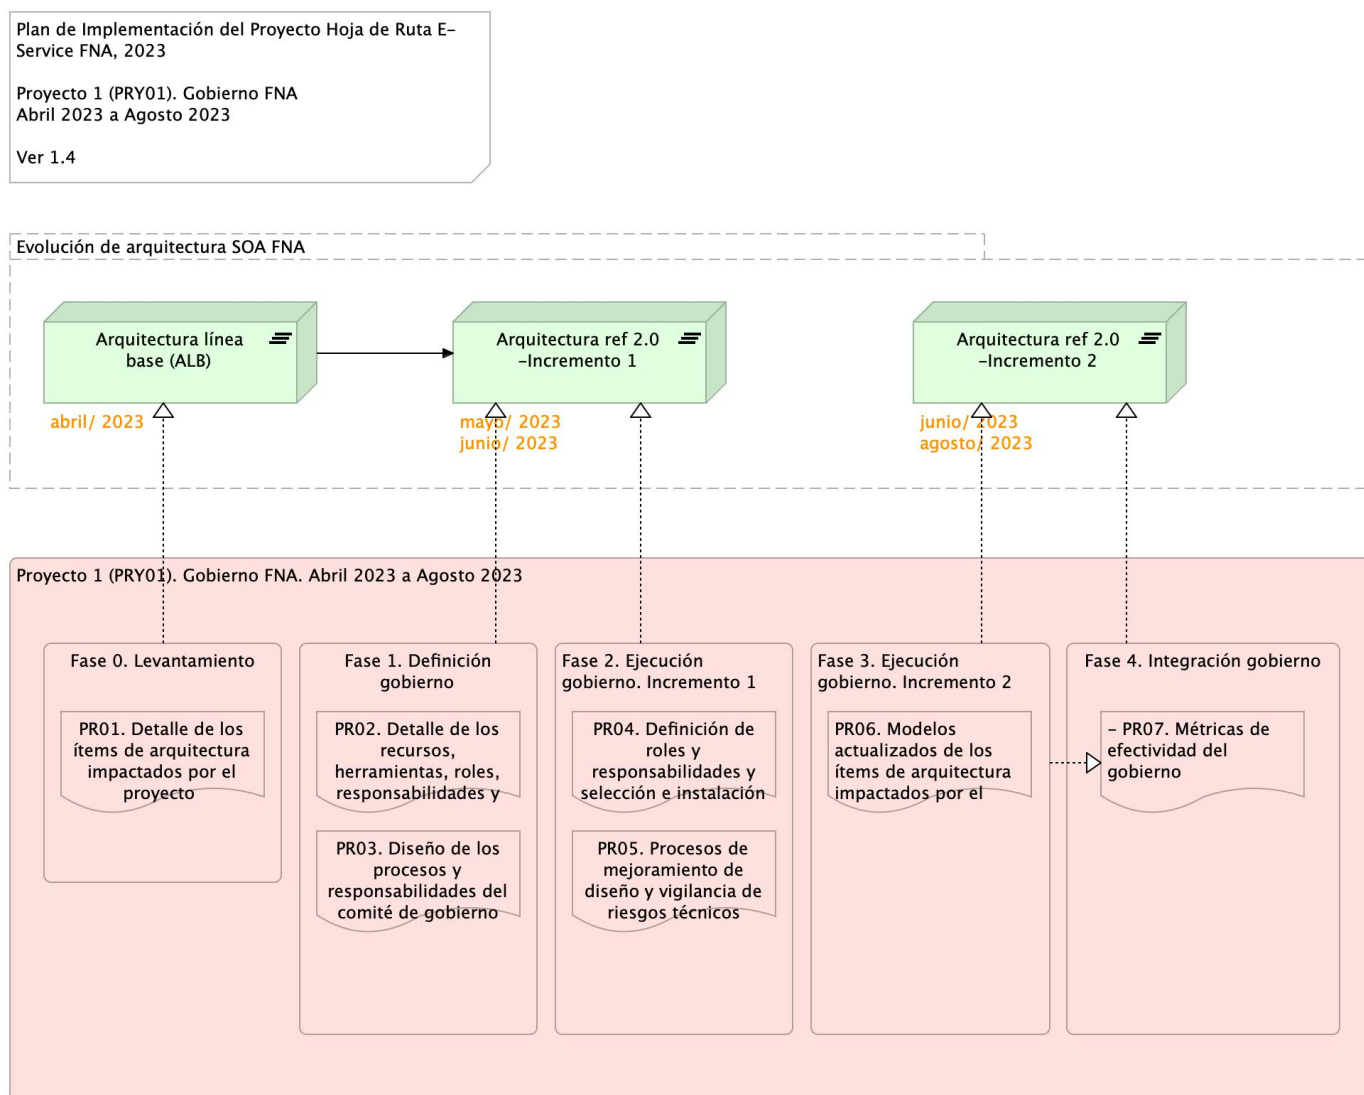 Plan de Implementación del Proyecto Hoja de Ruta E-
Service FNA, 2023
Proyecto 1 (PRY01). Gobierno FNA
Abril 2023 a Agosto 2023
Ver 1.4
Evolución de arquitectura SOA FNA
Arquitectura línea
base (ALB)
Arquitectura ref 2.0
-Incremento 1
Arquitectura ref 2.0
-Incremento 2
abril/ 2023
mayo/ 2023
junio/ 2023
junio/ 2023
agosto/ 2023
Proyecto 1 (PRY01). Gobierno FNA. Abril 2023 a Agosto 2023
Fase 0. Levantamiento
PR01. Detalle de los
ítems de arquitectura
impactados por el
proyecto
Fase 1. Definición
gobierno
PR02. Detalle de los
recursos,
herramientas, roles,
responsabilidades y
PR03. Diseño de los
procesos y
responsabilidades del
comité de gobierno
Fase 2. Ejecución
gobierno. Incremento 1
PR04. Definición de
roles y
responsabilidades y
selección e instalación
PR05. Procesos de
mejoramiento de
diseño y vigilancia de
riesgos técnicos
Fase 3. Ejecución
gobierno. Incremento 2
PR06. Modelos
actualizados de los
ítems de arquitectura
impactados por el
Fase 4. Integración gobierno
- PR07. Métricas de
efectividad del
gobierno